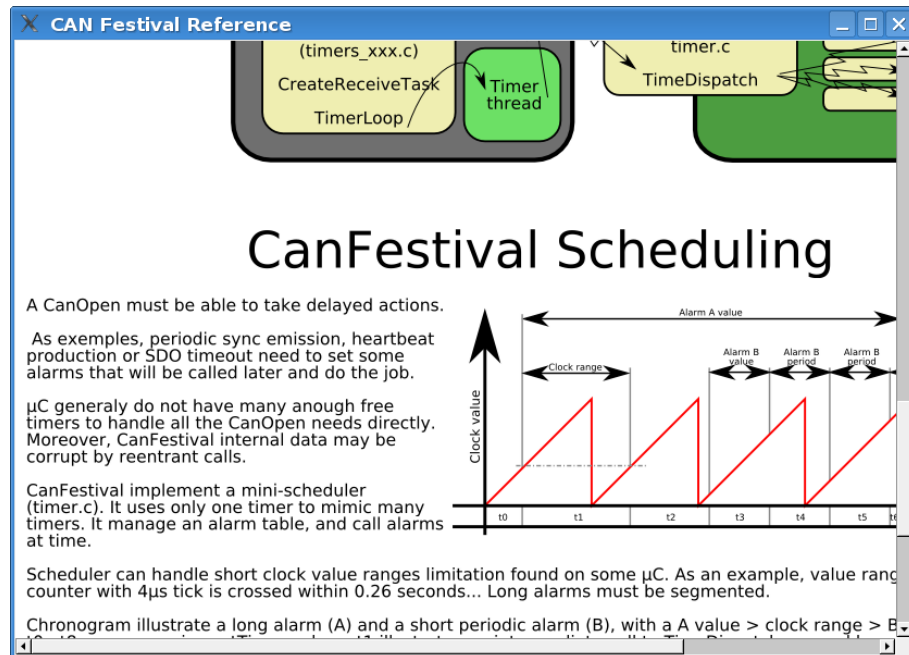 CAN Festival Reference
(timers_xxx.c)
CreateReceiveTask
TimerLoop
Timer
thread
timer.c
TimeDispatch
CanFestival Scheduling
A CanOpen must be able to take delayed actions.
As exemples, periodic sync emission, heartbeat
production or SDO timeout need to set some
alarms that will be called later and do the job.
µC generaly do not have many anough free
timers to handle all the CanOpen needs directly.
Moreover, CanFestival internal data may be
corrupt by reentrant calls.
CanFestival implement a mini-scheduler
(timer.c). It uses only one timer to mimic many
timers. It manage an alarm table, and call alarms
at time.
Clock value
Alarm A value
Clock range
Alarm B
value
Alarm B
period
Alarm B
period
t0 t1 t2 t3 t4 t5
Scheduler can handle short clock value ranges limitation found on some µC. As an example, value
counter with 4µs tick is crossed within 0.26 seconds... Long alarms must be segmented.
Chronogram illustrate a long alarm (A) and a short periodic alarm (B), with a A value > clock range > B